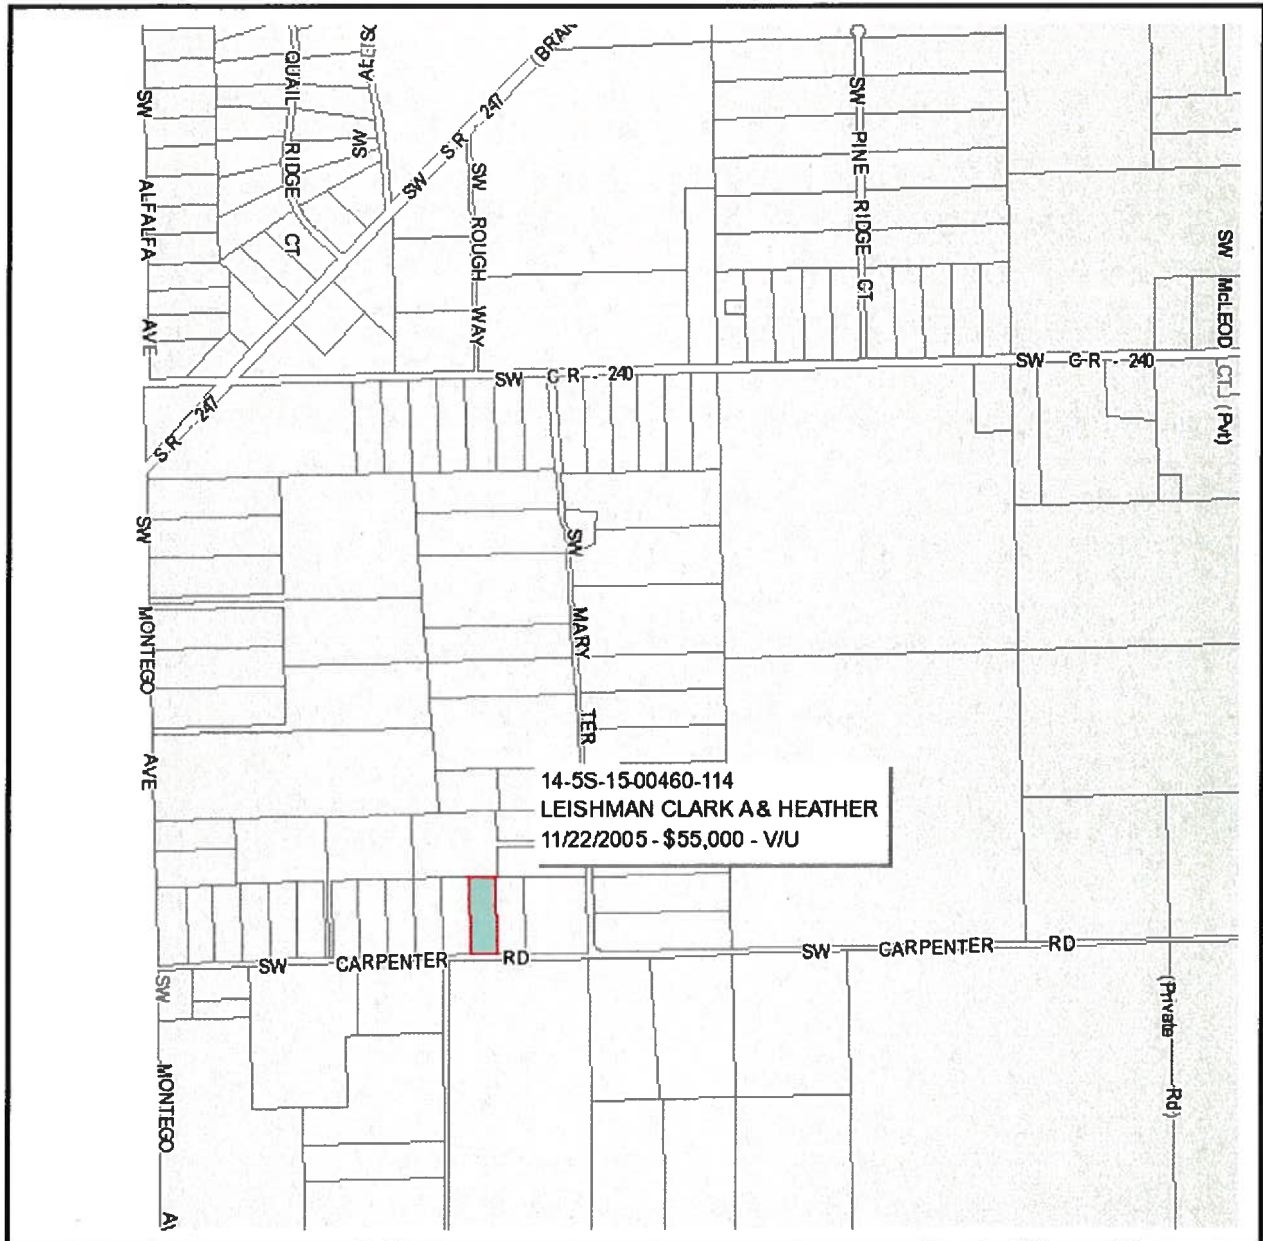 (BRAN
SW ALLISO
QUAIL RIDGE CT
SW ALFALFA AVE
SW S.R. 247
SW ROUGH WAY
SW PINE RIDGE CT
SW McLEOD CT (Pvt)
SW C-R - - 240
SW C-R - - 240
S.R. 247
SW MONTEGO AVE
SW MARY TER
14-5S-15-00460-114
LEISHMAN CLARK A & HEATHER
11/22/2005 - $55,000 - V/U
SW CARPENTER RD
SW CARPENTER RD
(Private Rd)
SW MONTEGO AV